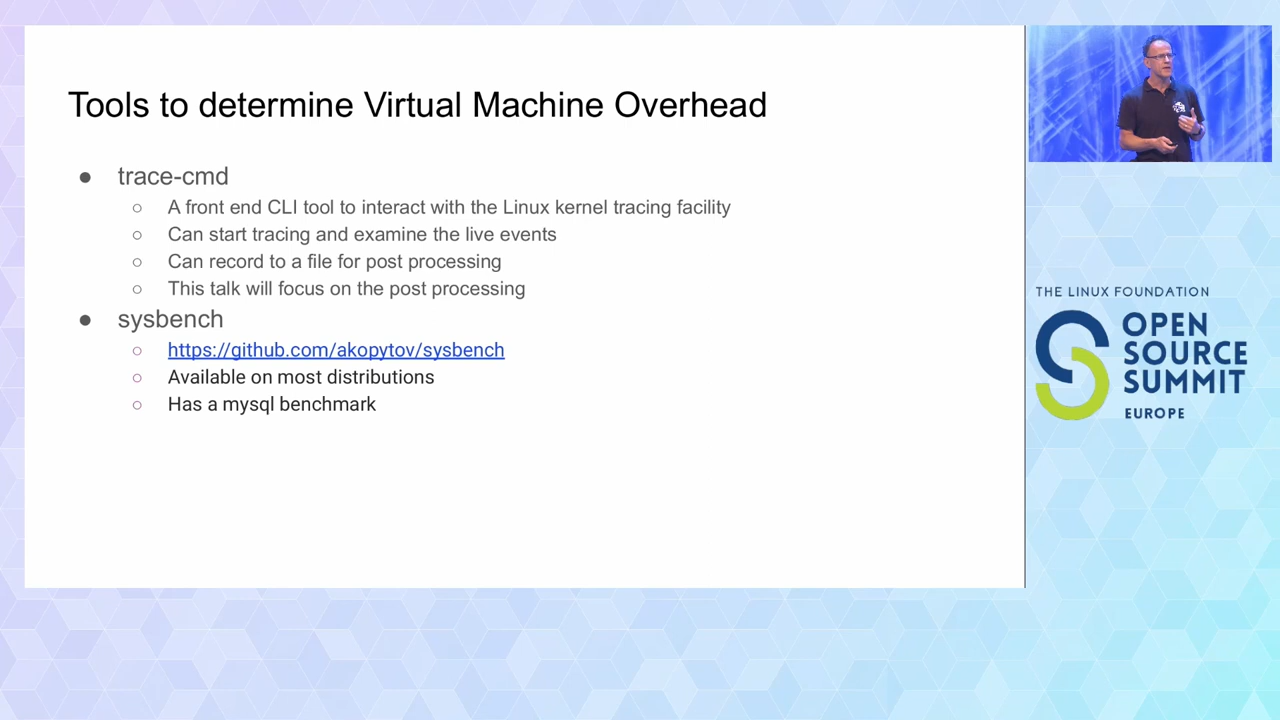 Tools to determine Virtual Machine Overhead
● trace-cmd
○ A front end CLI tool to interact with the Linux kernel tracing facility
○ Can start tracing and examine the live events
○ Can record to a file for post processing
○ This talk will focus on the post processing
● sysbench
○ https://github.com/akopytov/sysbench
○ Available on most distributions
○ Has a mysql benchmark
THE LINUX FOUNDATION
OPEN
SOURCE
SUMMIT
EUROPE